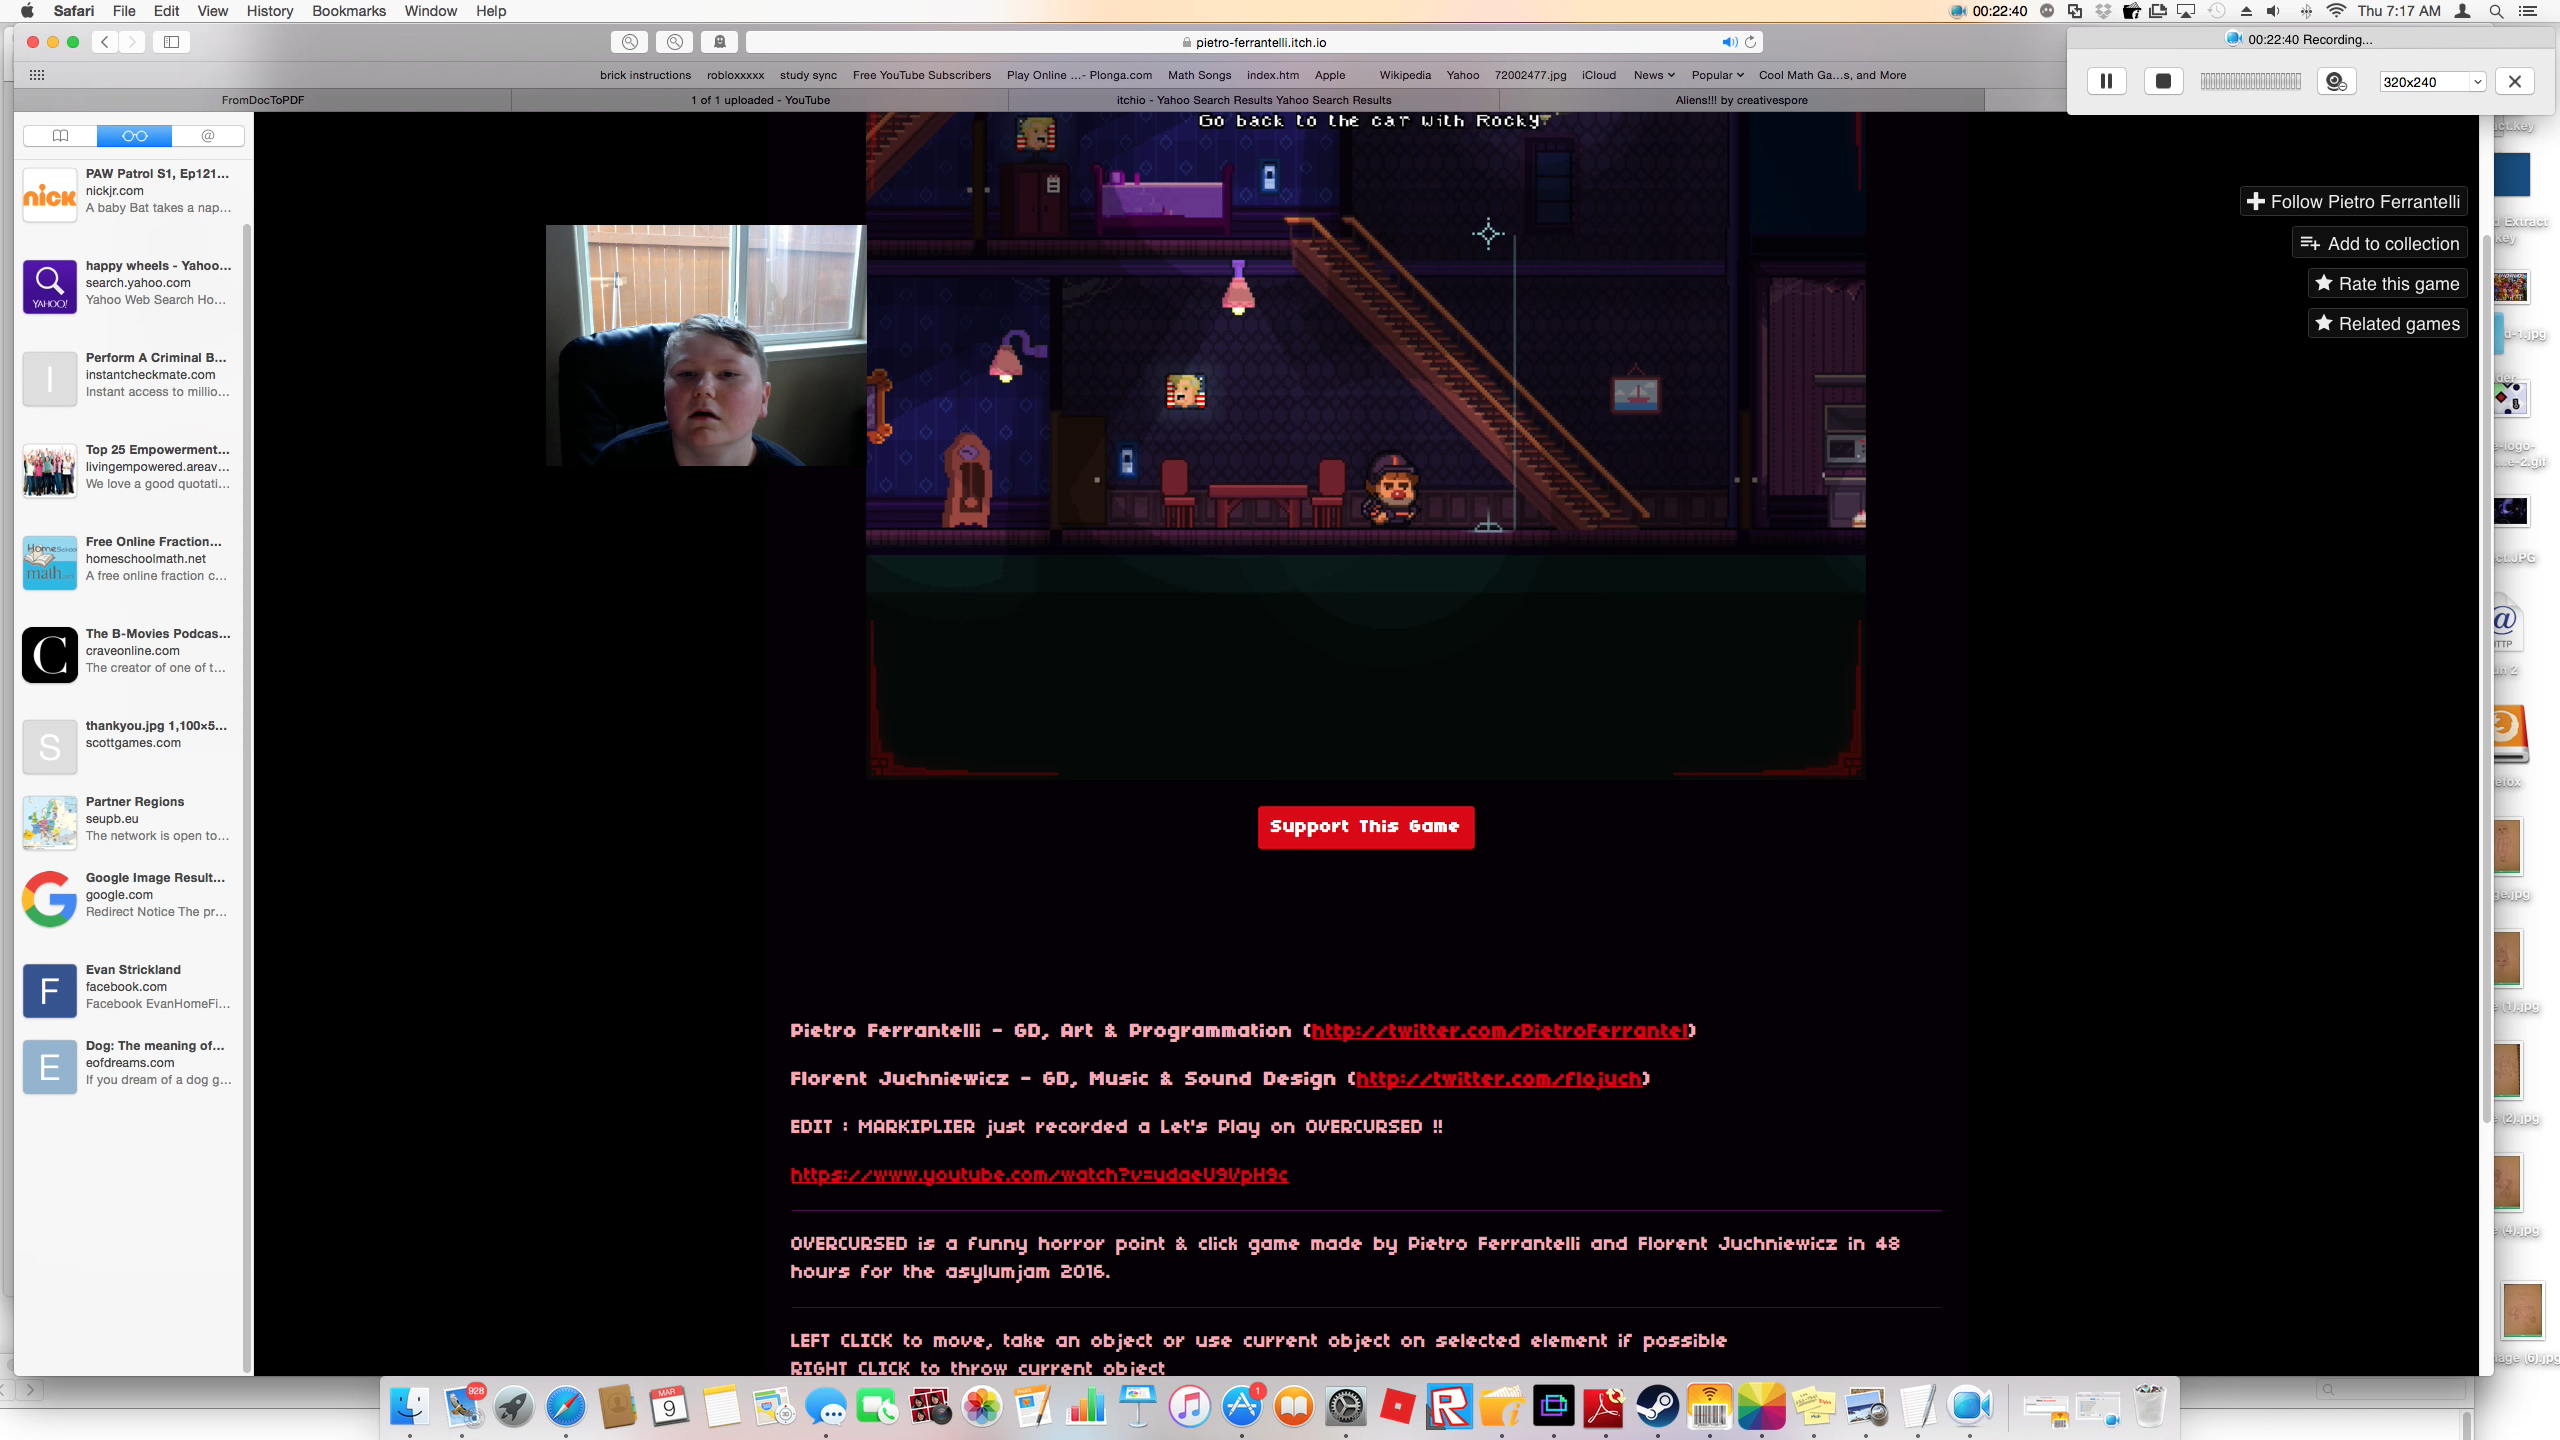 Safari File Edit View History Bookmarks Window Help
00:22:40 Thu 7:17 AM
pietro-ferrantelli.itch.io
00:22:40 Recording...
320x240
brick instructions robloxxxxx study sync Free YouTube Subscribers Play Online ...- Plonga.com Math Songs index.htm Apple Wikipedia Yahoo 72002477.jpg iCloud News Popular Cool Math Ga...s, and More
FromDocToPDF 1 of 1 uploaded - YouTube itchio - Yahoo Search Results Yahoo Search Results Aliens!!! by creativespore
@
nick
PAW Patrol S1, Ep121...
nickjr.com
A baby Bat takes a nap...
YAHOO!
happy wheels - Yahoo...
search.yahoo.com
Yahoo Web Search Ho...
I
Perform A Criminal B...
instantcheckmate.com
Instant access to millio...
Top 25 Empowerment...
livingempowered.areav...
We love a good quotati...
Free Online Fraction...
homeschoolmath.net
A free online fraction c...
C
The B-Movies Podcas...
craveonline.com
The creator of one of t...
S
thankyou.jpg 1,100×5...
scottgames.com
Partner Regions
seupb.eu
The network is open to...
Google Image Result...
google.com
Redirect Notice The pr...
F
Evan Strickland
facebook.com
Facebook EvanHomeFi...
E
Dog: The meaning of...
eofdreams.com
If you dream of a dog g...
Go back to the car with Rocky
Follow Pietro Ferrantelli
Add to collection
Rate this game
Related games
Support This Game
Pietro Ferrantelli - GD, Art & Programmation (http://twitter.com/PietroFerrantel)
Florent Juchniewicz - GD, Music & Sound Design (http://twitter.com/flojuch)
EDIT : MARKIPLIER just recorded a Let's Play on OVERCURSED !!
https://www.youtube.com/watch?v=udaeU9VpH9c
OVERCURSED is a funny horror point & click game made by Pietro Ferrantelli and Florent Juchniewicz in 48
hours for the asylumjam 2016.
LEFT CLICK to move, take an object or use current object on selected element if possible
RIGHT CLICK to throw current object
928
MAR
9
1